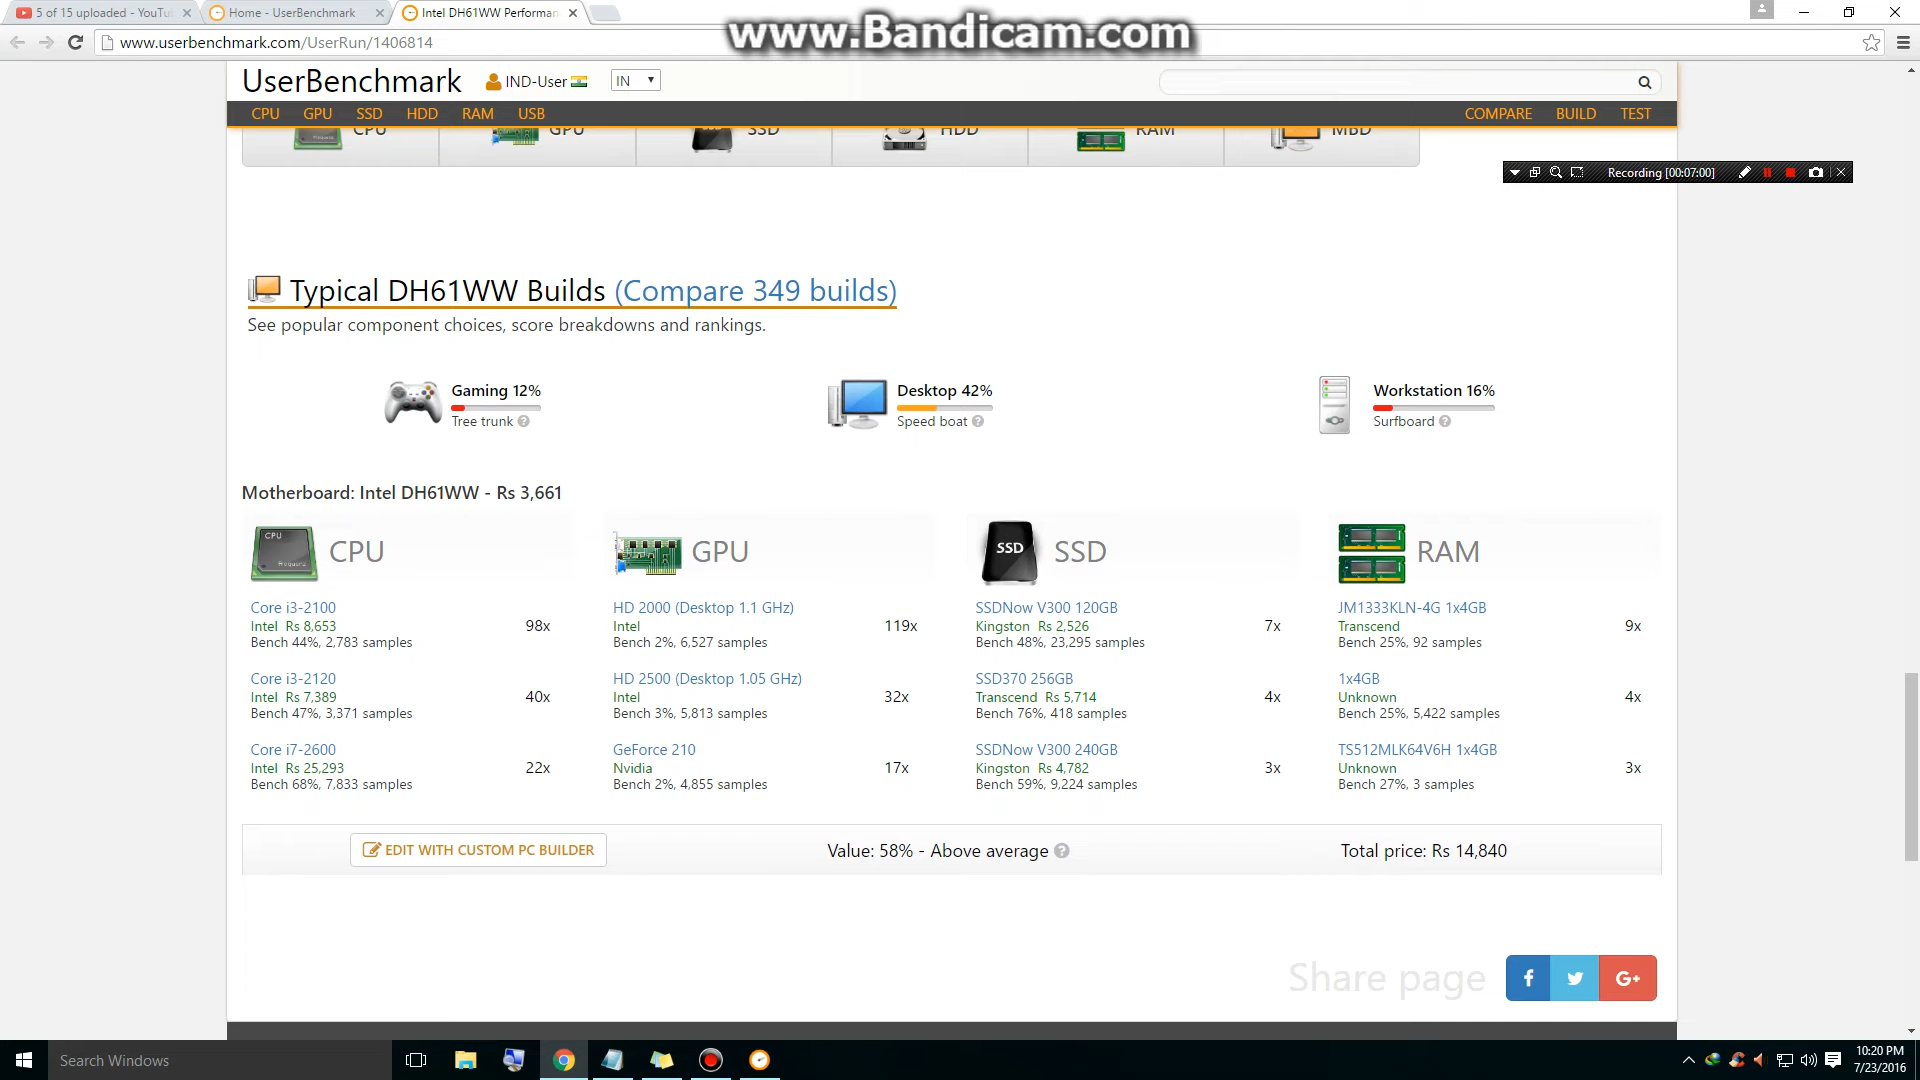 5 of 15 uploaded - YouTu
Home - UserBenchmark
Intel DH61WW Performan
www.Bandicam.com
www.userbenchmark.com/UserRun/1406814
UserBenchmark
IND-User
IN
CPU GPU SSD HDD RAM USB
COMPARE BUILD TEST
CPU GPU SSD HDD RAM MBD
Recording [00:07:00]
Typical DH61WW Builds (Compare 349 builds)
See popular component choices, score breakdowns and rankings.
Gaming 12%
Tree trunk
Desktop 42%
Speed boat
Workstation 16%
Surfboard
Motherboard: Intel DH61WW - Rs 3,661
CPU
CPU
Core i3-2100
Intel Rs 8,653
Bench 44%, 2,783 samples
98x
Core i3-2120
Intel Rs 7,389
Bench 47%, 3,371 samples
40x
Core i7-2600
Intel Rs 25,293
Bench 68%, 7,833 samples
22x
GPU
HD 2000 (Desktop 1.1 GHz)
Intel
Bench 2%, 6,527 samples
119x
HD 2500 (Desktop 1.05 GHz)
Intel
Bench 3%, 5,813 samples
32x
GeForce 210
Nvidia
Bench 2%, 4,855 samples
17x
SSD
SSD
SSDNow V300 120GB
Kingston Rs 2,526
Bench 48%, 23,295 samples
7x
SSD370 256GB
Transcend Rs 5,714
Bench 76%, 418 samples
4x
SSDNow V300 240GB
Kingston Rs 4,782
Bench 59%, 9,224 samples
3x
RAM
JM1333KLN-4G 1x4GB
Transcend
Bench 25%, 92 samples
9x
1x4GB
Unknown
Bench 25%, 5,422 samples
4x
TS512MLK64V6H 1x4GB
Unknown
Bench 27%, 3 samples
3x
EDIT WITH CUSTOM PC BUILDER
Value: 58% - Above average
Total price: Rs 14,840
Share page
Search Windows
10:20 PM
7/23/2016